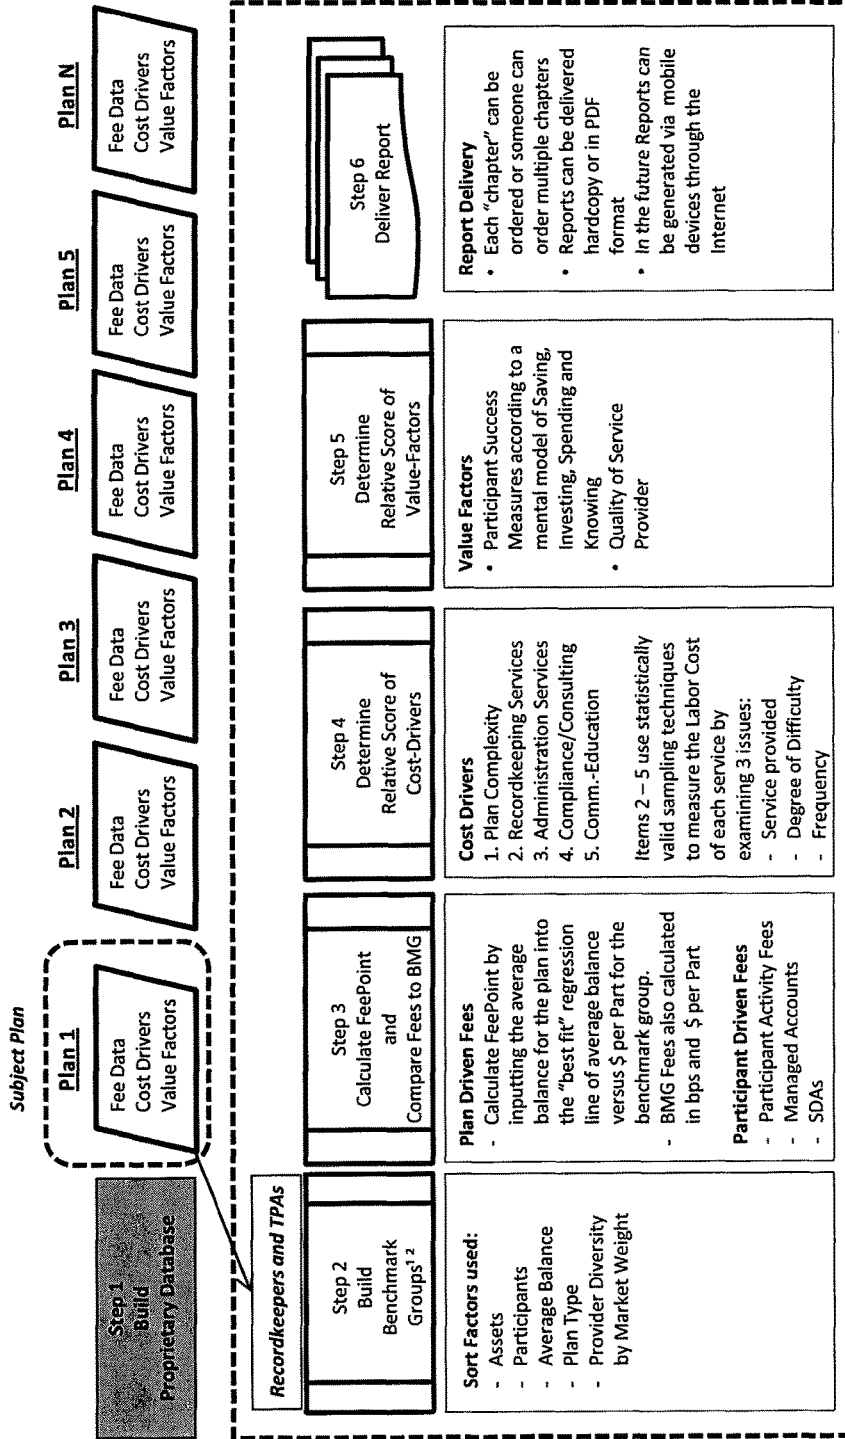 Subject Plan
Step 1
Build
Proprietary Database
Plan 1
Fee Data
Cost Drivers
Value Factors
Plan 2
Fee Data
Cost Drivers
Value Factors
Plan 3
Fee Data
Cost Drivers
Value Factors
Plan 4
Fee Data
Cost Drivers
Value Factors
Plan 5
Fee Data
Cost Drivers
Value Factors
Plan N
Fee Data
Cost Drivers
Value Factors
Recordkeepers and TPAs
Step 2
Build
Benchmark
Groups¹ ²
Sort Factors used:
- Assets
- Participants
- Average Balance
- Plan Type
- Provider Diversity
by Market Weight
Step 3
Calculate FeePoint
and
Compare Fees to BMG
Plan Driven Fees
- Calculate FeePoint by
inputting the average
balance for the plan into
the "best fit" regression
line of average balance
versus $ per Part for the
benchmark group.
- BMG Fees also calculated
in bps and $ per Part
Participant Driven Fees
- Participant Activity Fees
- Managed Accounts
- SDAs
Step 4
Determine
Relative Score of
Cost-Drivers
Cost Drivers
1. Plan Complexity
2. Recordkeeping Services
3. Administration Services
4. Compliance/Consulting
5. Comm.-Education
Items 2 – 5 use statistically
valid sampling techniques
to measure the Labor Cost
of each service by
examining 3 issues:
- Service provided
- Degree of Difficulty
- Frequency
Step 5
Determine
Relative Score of
Value-Factors
Value Factors
• Participant Success
Measures according to a
mental model of Saving,
Investing, Spending and
Knowing
• Quality of Service
Provider
Step 6
Deliver Report
Report Delivery
• Each "chapter" can be
ordered or someone can
order multiple chapters
• Reports can be delivered
hardcopy or in PDF
format
• In the future Reports can
be generated via mobile
devices through the
Internet